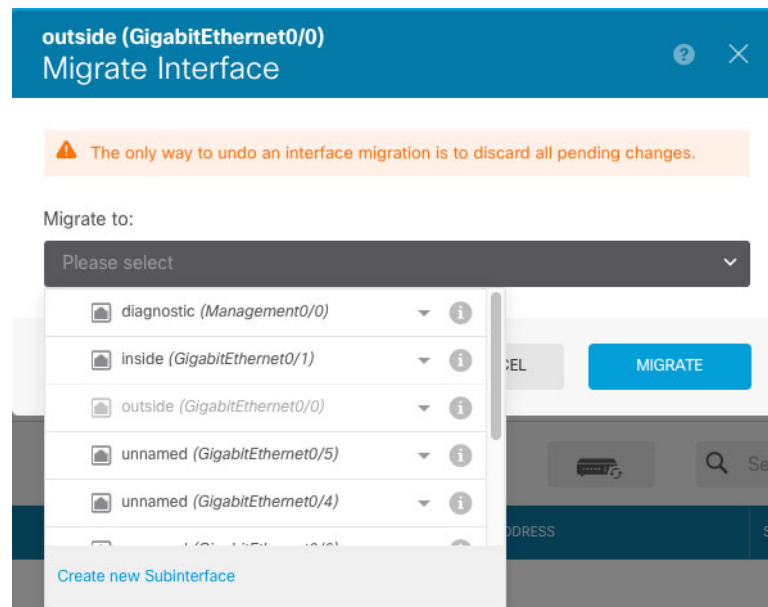 outside (GigabitEthernet0/0)
Migrate Interface
The only way to undo an interface migration is to discard all pending changes.
Migrate to:
Please select
diagnostic (Management0/0)
inside (GigabitEthernet0/1)
CEL MIGRATE
outside (GigabitEthernet0/0)
unnamed (GigabitEthernet0/5)
unnamed (GigabitEthernet0/4)
Se
DDRESS
S
Create new Subinterface